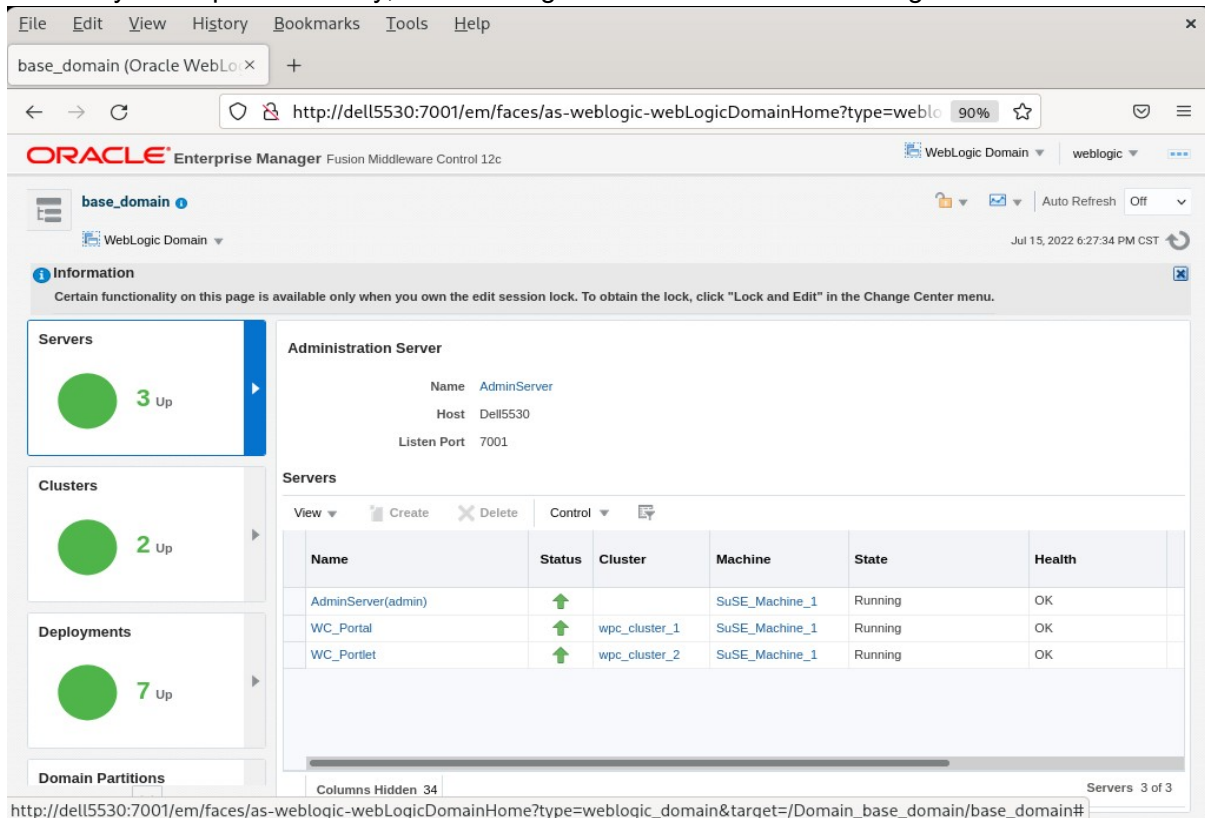 File Edit View History Bookmarks Tools Help ×
base_domain (Oracle WebLo × +
http://dell5530:7001/em/faces/as-weblogic-webLogicDomainHome?type=weblo 90%
ORACLE Enterprise Manager Fusion Middleware Control 12c WebLogic Domain weblogic
base_domain Auto Refresh Off
WebLogic Domain Jul 15, 2022 6:27:34 PM CST
Information
Certain functionality on this page is available only when you own the edit session lock. To obtain the lock, click "Lock and Edit" in the Change Center menu.
Servers
3 Up
Clusters
2 Up
Deployments
7 Up
Domain Partitions
Administration Server
Name AdminServer
Host Dell5530
Listen Port 7001
Servers
View Create Delete Control
Name Status Cluster Machine State Health
AdminServer(admin) SuSE_Machine_1 Running OK
WC_Portal wpc_cluster_1 SuSE_Machine_1 Running OK
WC_Portlet wpc_cluster_2 SuSE_Machine_1 Running OK
Columns Hidden 34 Servers 3 of 3
http://dell5530:7001/em/faces/as-weblogic-webLogicDomainHome?type=weblogic_domain&target=/Domain_base_domain/base_domain#